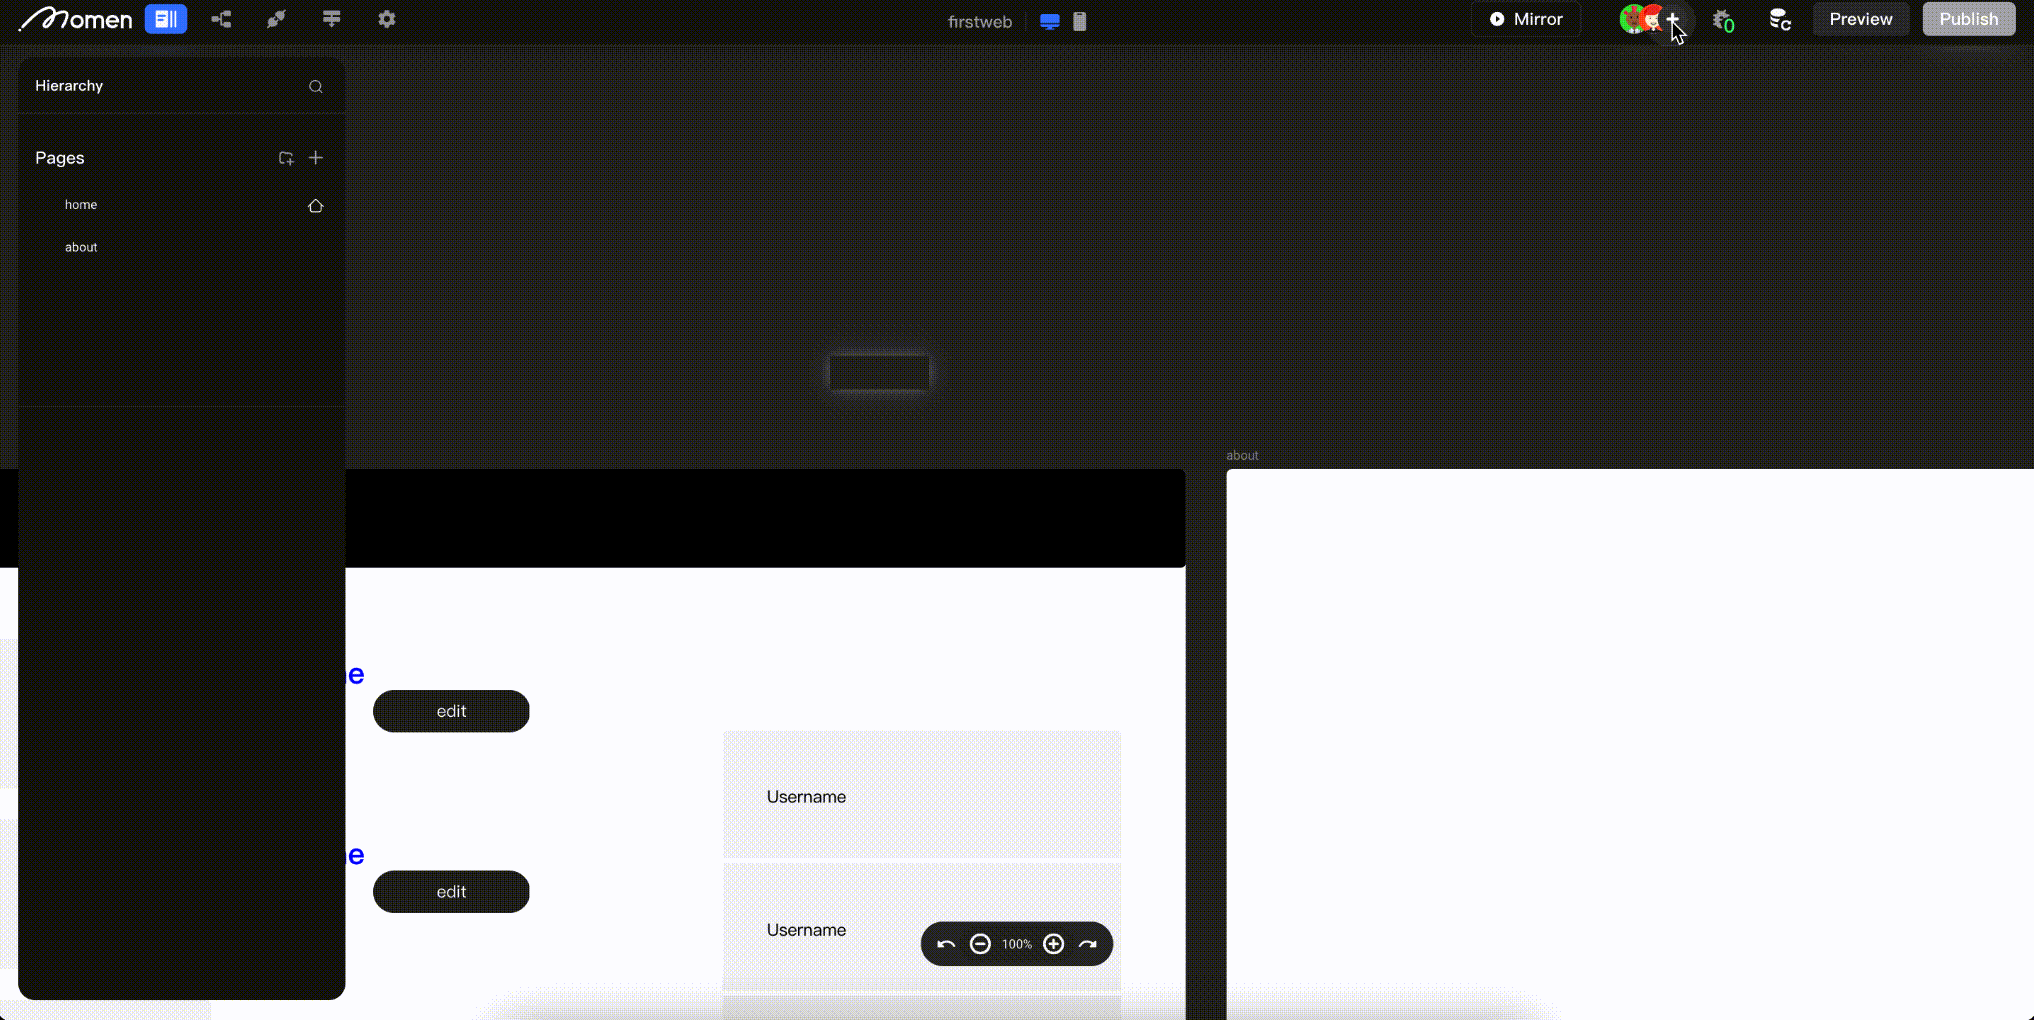 Momen
firstweb
Mirror
0
Preview
Publish
Hierarchy
Pages
home
about
about
e
edit
Username
e
edit
Username
100%